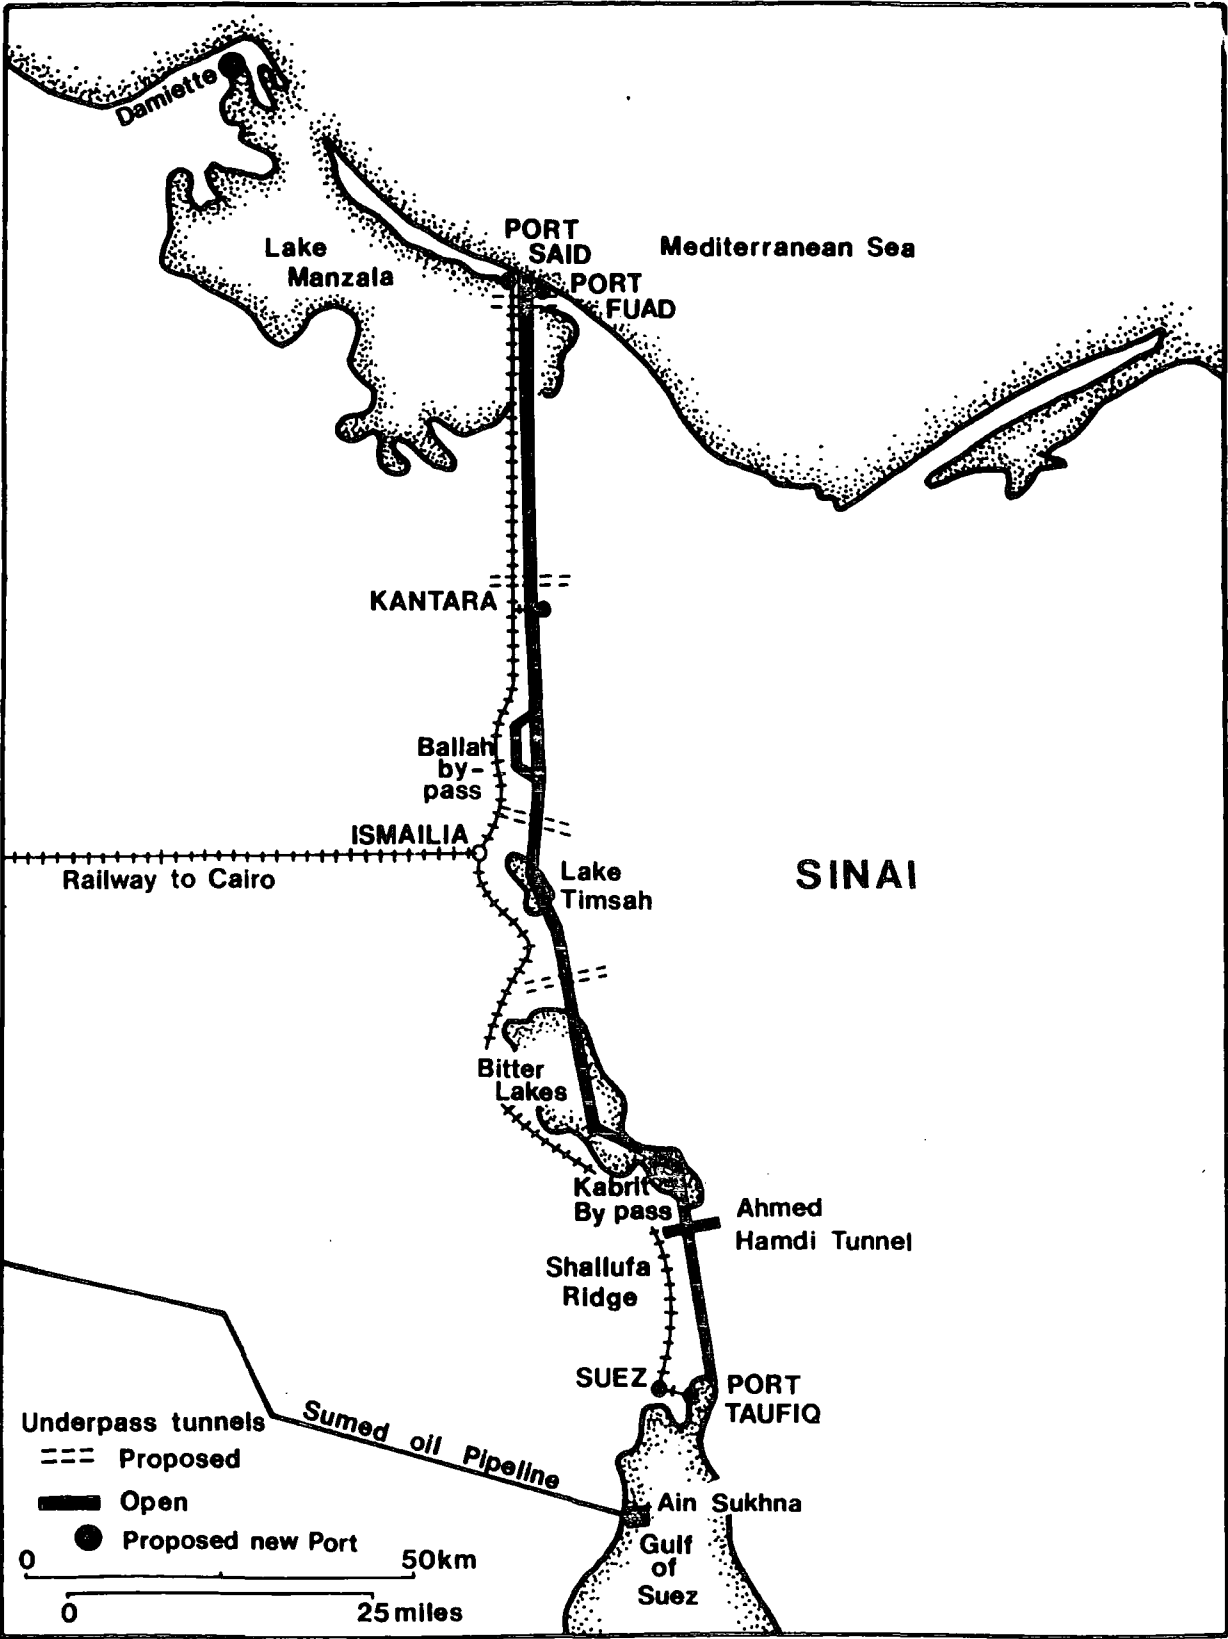 Damiette
PORT
SAID
Mediterranean Sea
Lake
Manzala
PORT
FUAD
KANTARA
Ballah
by-
pass
ISMAILIA
Railway to Cairo
Lake
Timsah
SINAI
Bitter
Lakes
Kabrit
By pass
Ahmed
Hamdi Tunnel
Shallufa
Ridge
SUEZ
PORT
TAUFIQ
Sumed oil Pipeline
Ain Sukhna
Gulf
of
Suez
Underpass tunnels
Proposed
Open
Proposed new Port
0 50km
0 25 miles